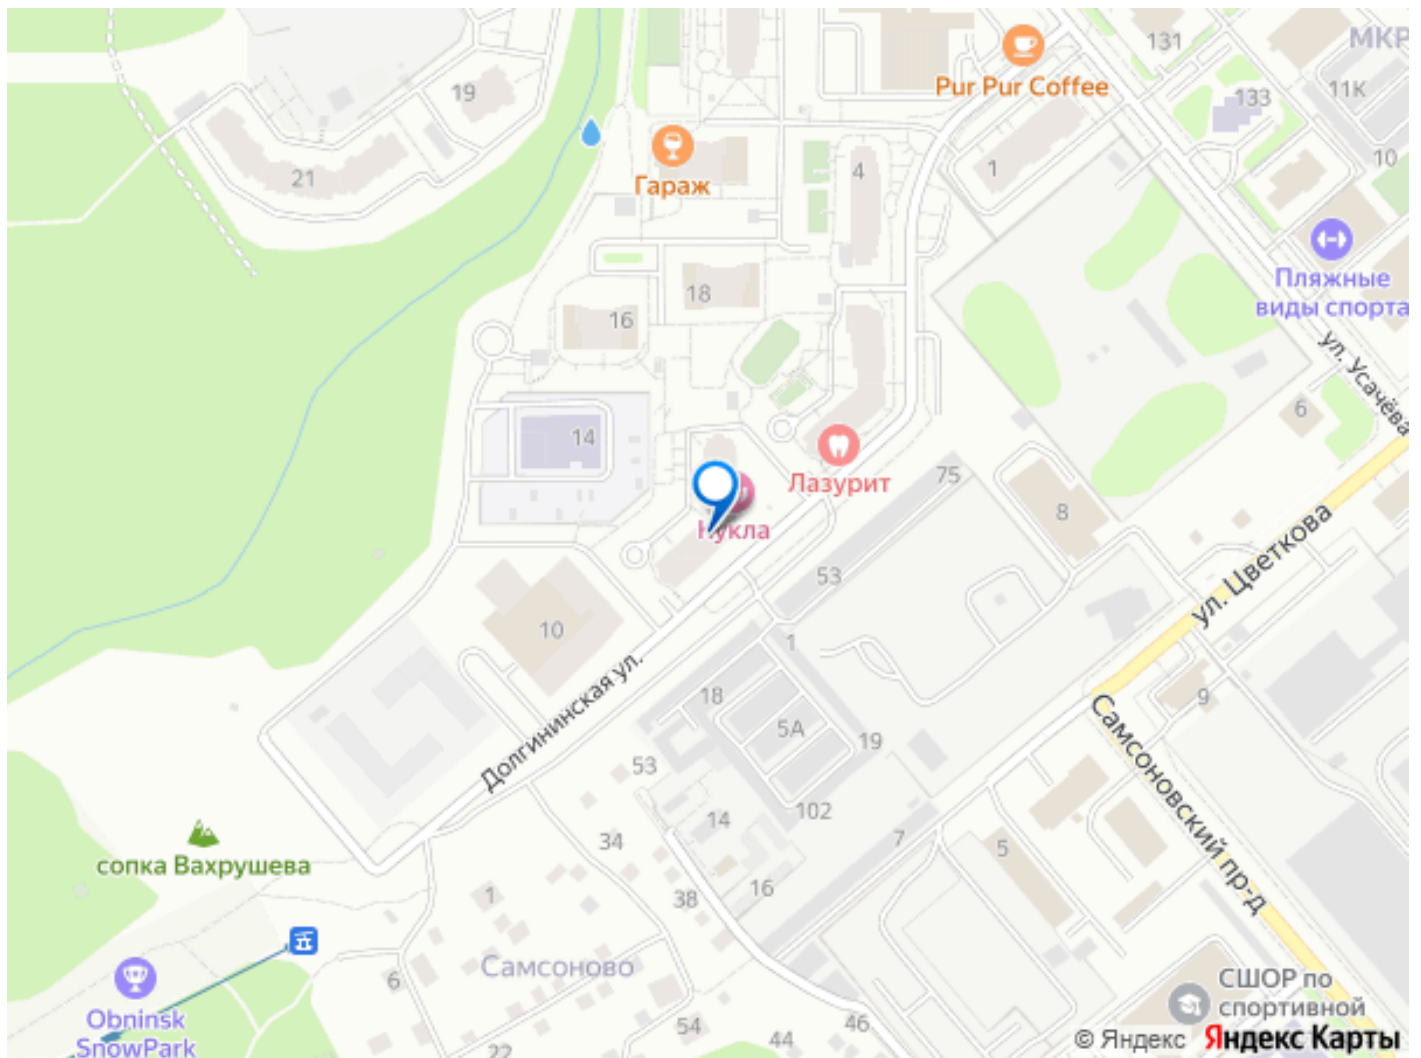 131
МКР
Pur Pur Coffee
19
133
11К
10
Гараж
21
4
1
Пляжные
виды спорта
18
16
ул. Усачёва
6
14
Лазурит
75
8
Кукла
ул. Цветкова
53
10
1
Долгининская ул.
18
5А
19
9
Самсоновский пр-д
53
102
34
14
7
5
сопка Вахрушева
1
38
16
Самсоново
6
СШОР по
спортивной
Obninsk
SnowPark
54
46
44
22
© Яндекс Яндекс Карты